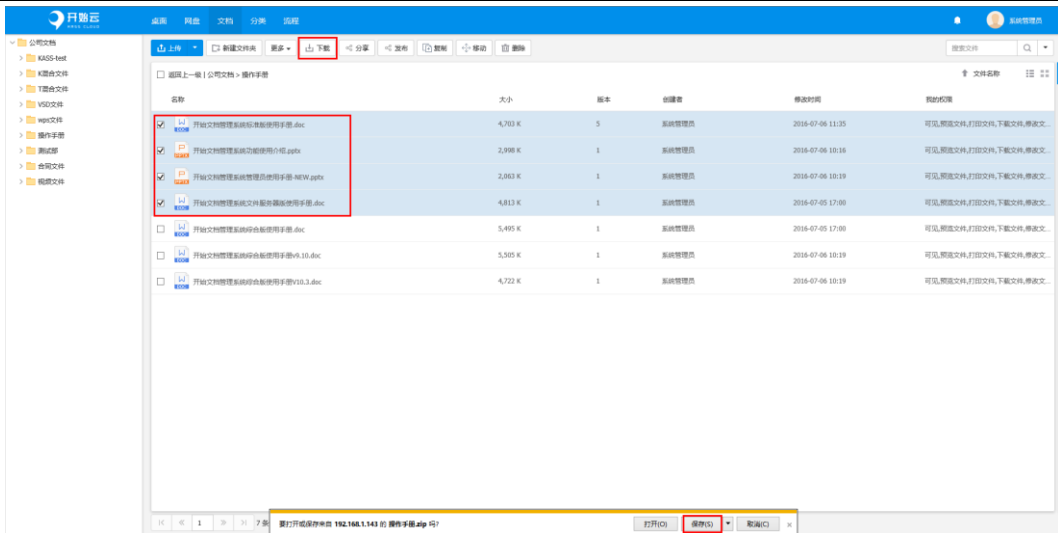 开始云
桌面 网盘 文档 分类 流程
系统管理员
公司文档
KASS-test
K混合文件
T混合文件
VSD文件
wps文件
操作手册
测试部
合同文件
视频文件
上传 新建文件夹 更多 下载 分享 发布 复制 移动 删除
搜索文件
返回上一级 | 公司文档 > 操作手册
文件名称
名称 大小 版本 创建者 修改时间 我的权限
开始文档管理系统标准版使用手册.doc 4,703 K 5 系统管理员 2016-07-06 11:35 可见,预览文件,打印文件,下载文件,修改文...
开始文档管理系统功能使用介绍.pptx 2,998 K 1 系统管理员 2016-07-06 10:16 可见,预览文件,打印文件,下载文件,修改文...
开始文档管理系统管理员使用手册-NEW.pptx 2,063 K 1 系统管理员 2016-07-06 10:19 可见,预览文件,打印文件,下载文件,修改文...
开始文档管理系统文件服务器版使用手册.doc 4,813 K 1 系统管理员 2016-07-05 17:00 可见,预览文件,打印文件,下载文件,修改文...
开始文档管理系统综合版使用手册.doc 5,495 K 1 系统管理员 2016-07-05 17:00 可见,预览文件,打印文件,下载文件,修改文...
开始文档管理系统综合版使用手册v9.10.doc 5,505 K 1 系统管理员 2016-07-06 10:19 可见,预览文件,打印文件,下载文件,修改文...
开始文档管理系统综合版使用手册V10.3.doc 4,722 K 1 系统管理员 2016-07-06 10:19 可见,预览文件,打印文件,下载文件,修改文...
1 7 条
要打开或保存来自 192.168.1.143 的 操作手册.zip 吗?
打开(O) 保存(S) 取消(C)